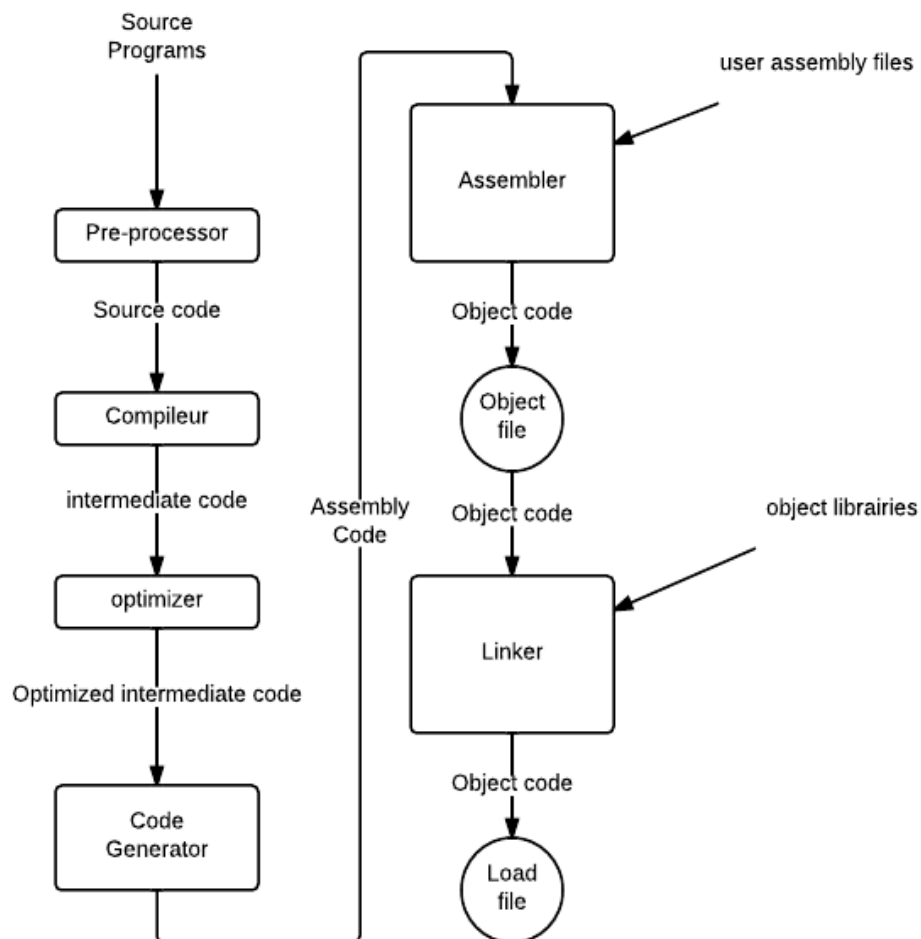 Source
Programs
Pre-processor
Source code
Compileur
intermediate code
optimizer
Optimized intermediate code
Code
Generator
Assembly
Code
user assembly files
Assembler
Object code
Object
file
Object code
object librairies
Linker
Object code
Load
file